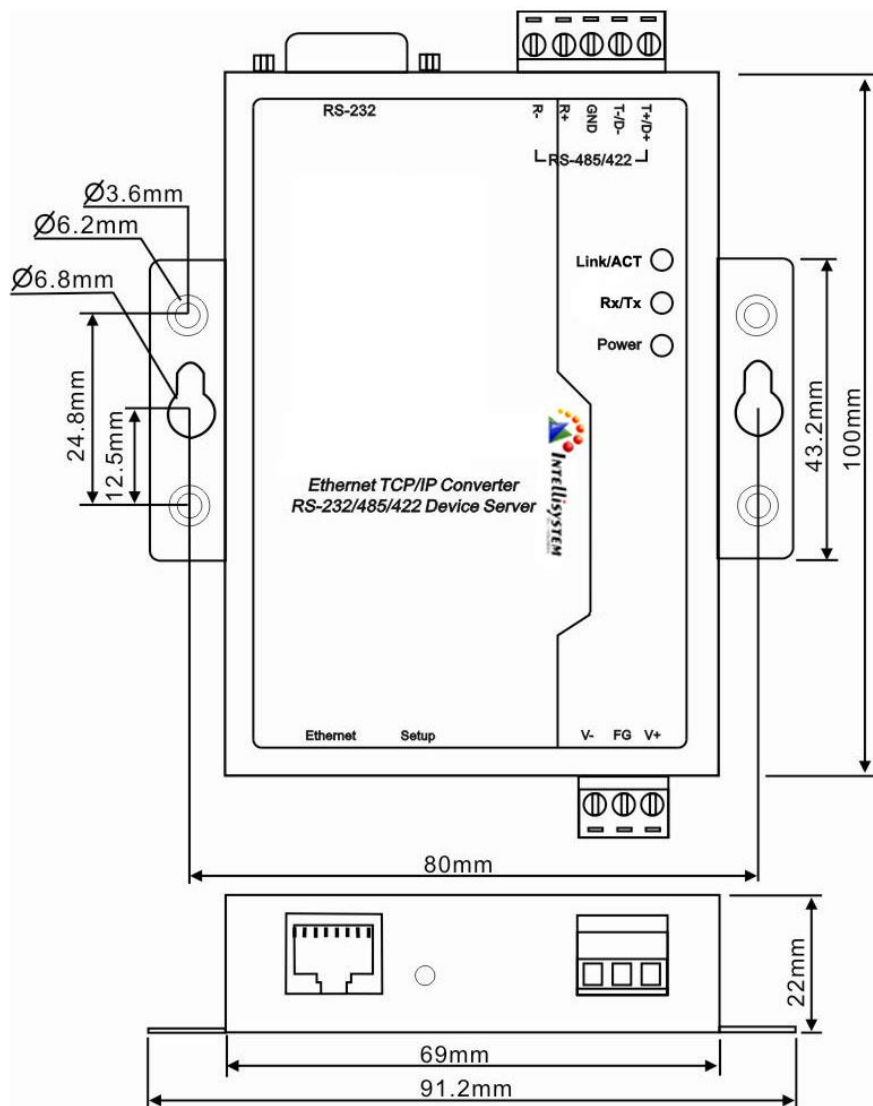 RS-232
R-
R+
GND
T-/D-
T+/D+
RS-485/422
Ø3.6mm
Ø6.2mm
Ø6.8mm
Link/ACT
Rx/Tx
Power
24.8mm
12.5mm
43.2mm
100mm
INTELLISYSTEM
Ethernet TCP/IP Converter
RS-232/485/422 Device Server
Ethernet Setup V- FG V+
80mm
22mm
69mm
91.2mm